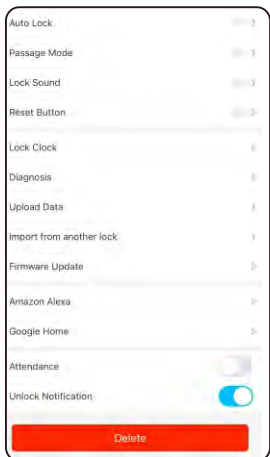 Auto Lock
Passage Mode
Lock Sound
Reset Button
Lock Clock
Diagnosis
Upload Data
Import from another lock
Firmware Update
Amazon Alexa
Google Home
Attendance
Unlock Notification
Delete